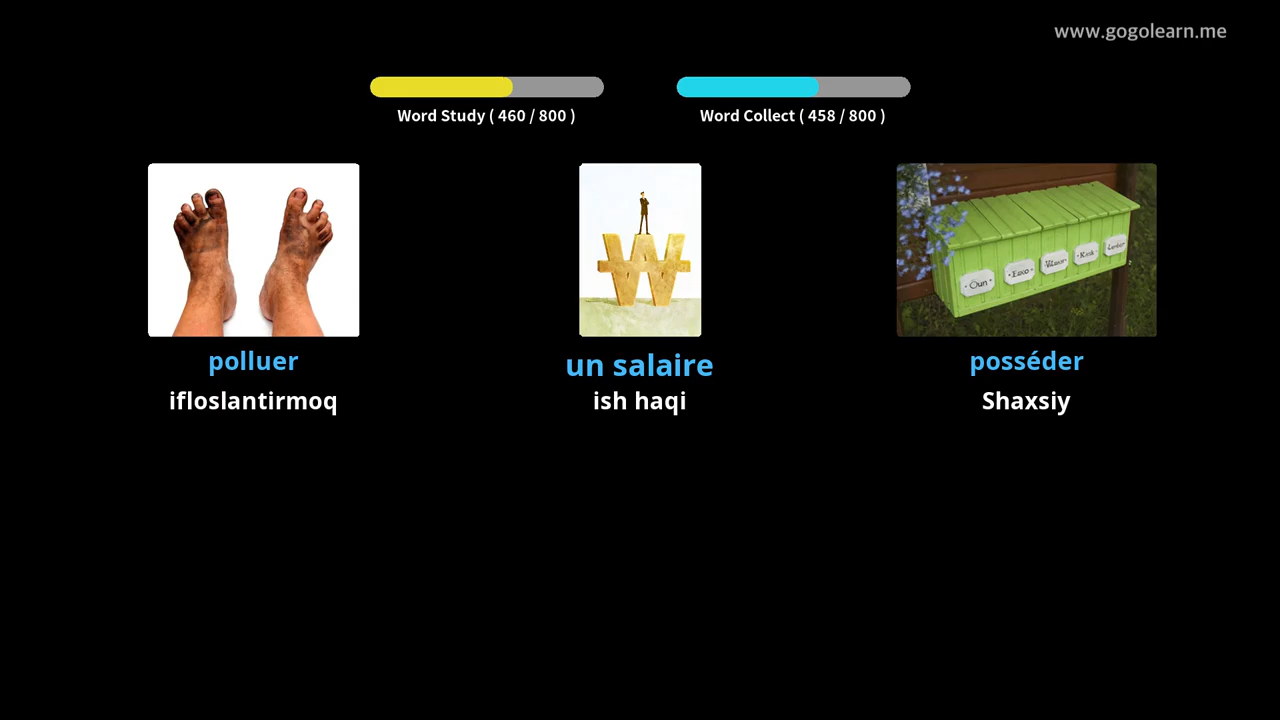 www.gogolearn.me
Word Study ( 460 / 800 )
Word Collect ( 458 / 800 )
Oun
polluer
un salaire
posséder
ifloslantirmoq
ish haqi
Shaxsiy